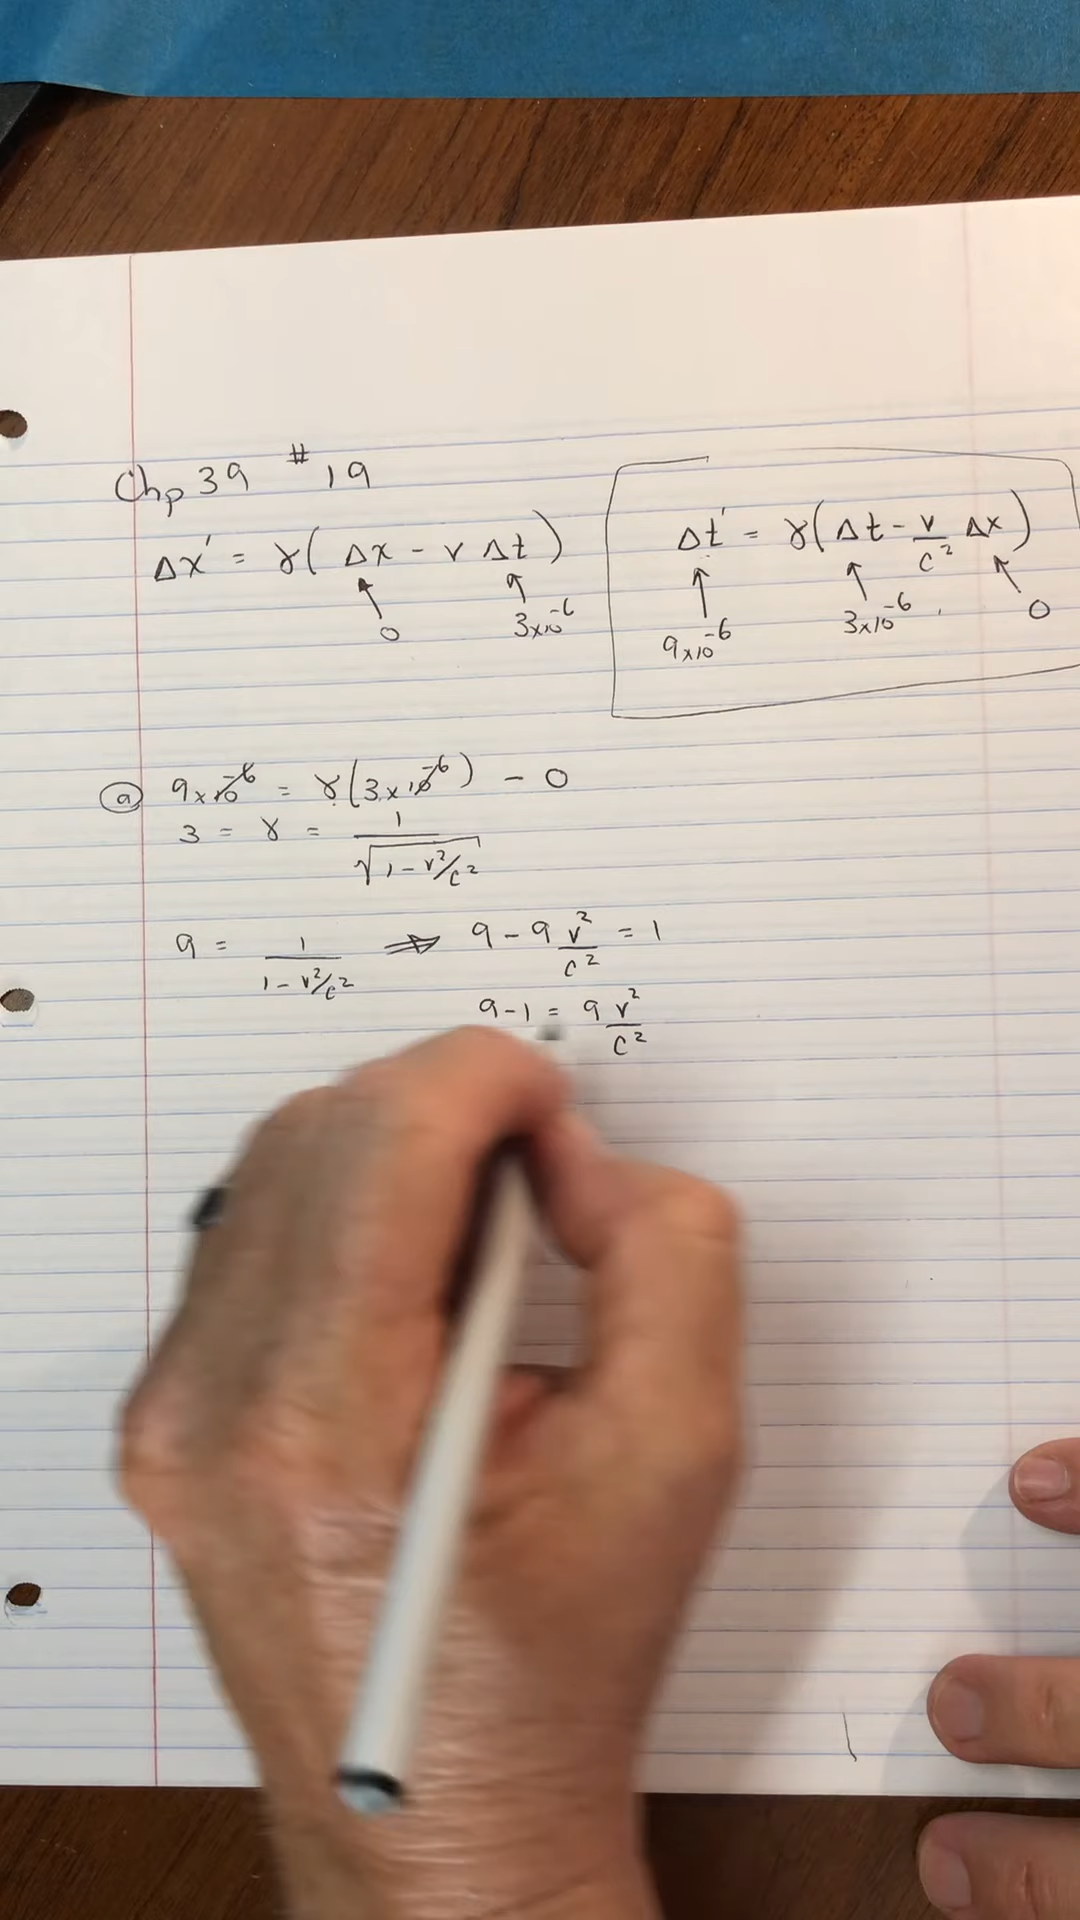 Chp 39 # 19
Δx' = γ( Δx - v Δt )
0
3x10^-6
Δt' = γ( Δt - v/c² Δx )
9x10^-6
3x10^-6
0
ⓐ 9x10^-6 = γ(3x10^-6) - 0
3 = γ = 1/√(1 - v²/c²)
9 = 1/(1 - v²/c²) ⇒ 9 - 9 v²/c² = 1
9 - 1 = 9 v²/c²